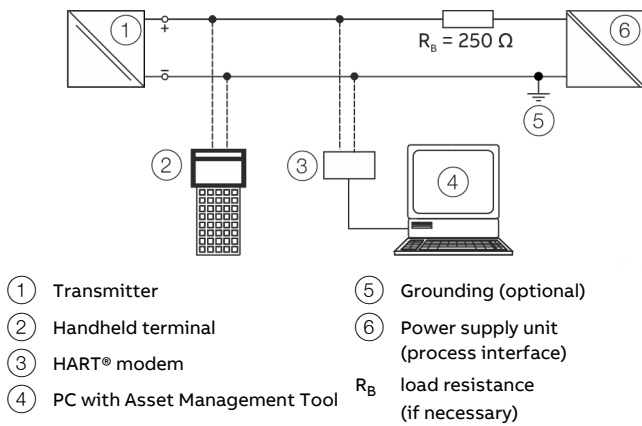 1
+
–
R_B = 250 Ω
6
5
2
3
4
1 Transmitter
2 Handheld terminal
3 HART® modem
4 PC with Asset Management Tool
5 Grounding (optional)
6 Power supply unit
(process interface)
R_B load resistance
(if necessary)